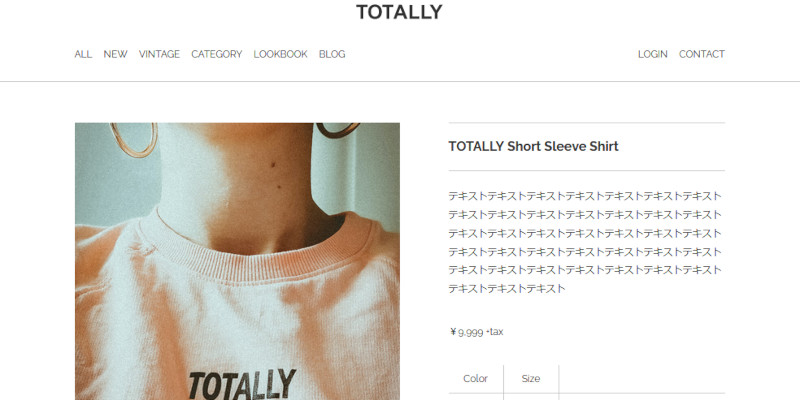 TOTALLY
ALL NEW VINTAGE CATEGORY LOOKBOOK BLOG LOGIN CONTACT
TOTALLY Short Sleeve Shirt
テキストテキストテキストテキストテキストテキストテキスト
テキストテキストテキストテキストテキストテキストテキスト
テキストテキストテキストテキストテキストテキストテキスト
テキストテキストテキストテキストテキストテキストテキスト
テキストテキストテキストテキストテキストテキストテキスト
テキストテキストテキスト
¥9,999 +tax
Color Size
TOTALLY